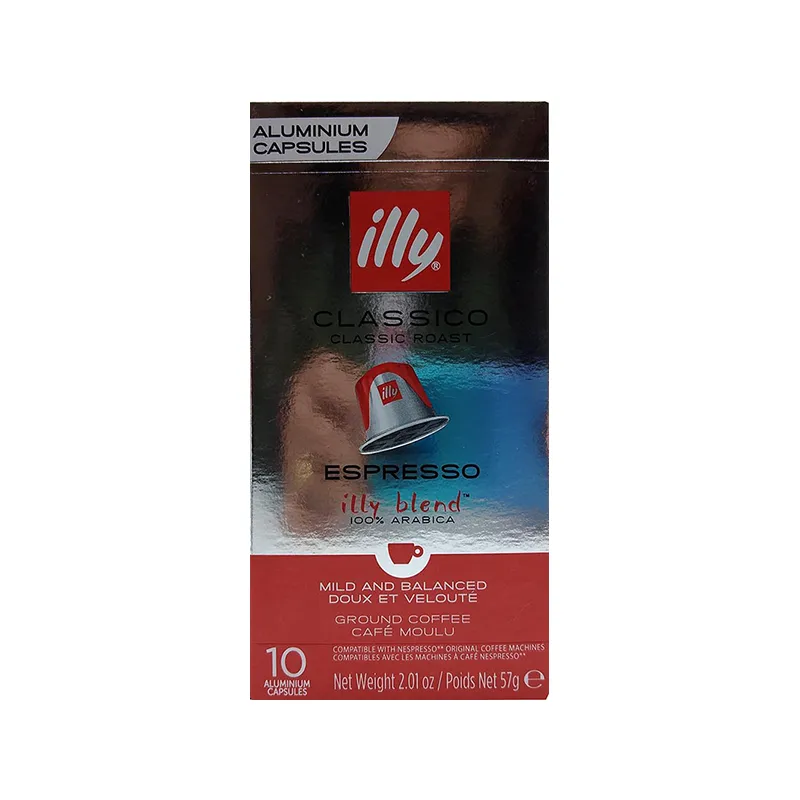 ALUMINIUM
CAPSULES
illy®
CLASSICO
CLASSIC ROAST
illy
ESPRESSO
illy blend™
100% ARABICA
MILD AND BALANCED
DOUX ET VELOUTÉ
GROUND COFFEE
CAFÉ MOULU
COMPATIBLE WITH NESPRESSO** ORIGINAL COFFEE MACHINES
COMPATIBLES AVEC LES MACHINES À CAFÉ NESPRESSO**
10
ALUMINIUM
CAPSULES
Net Weight 2.01 oz / Poids Net 57g ℮